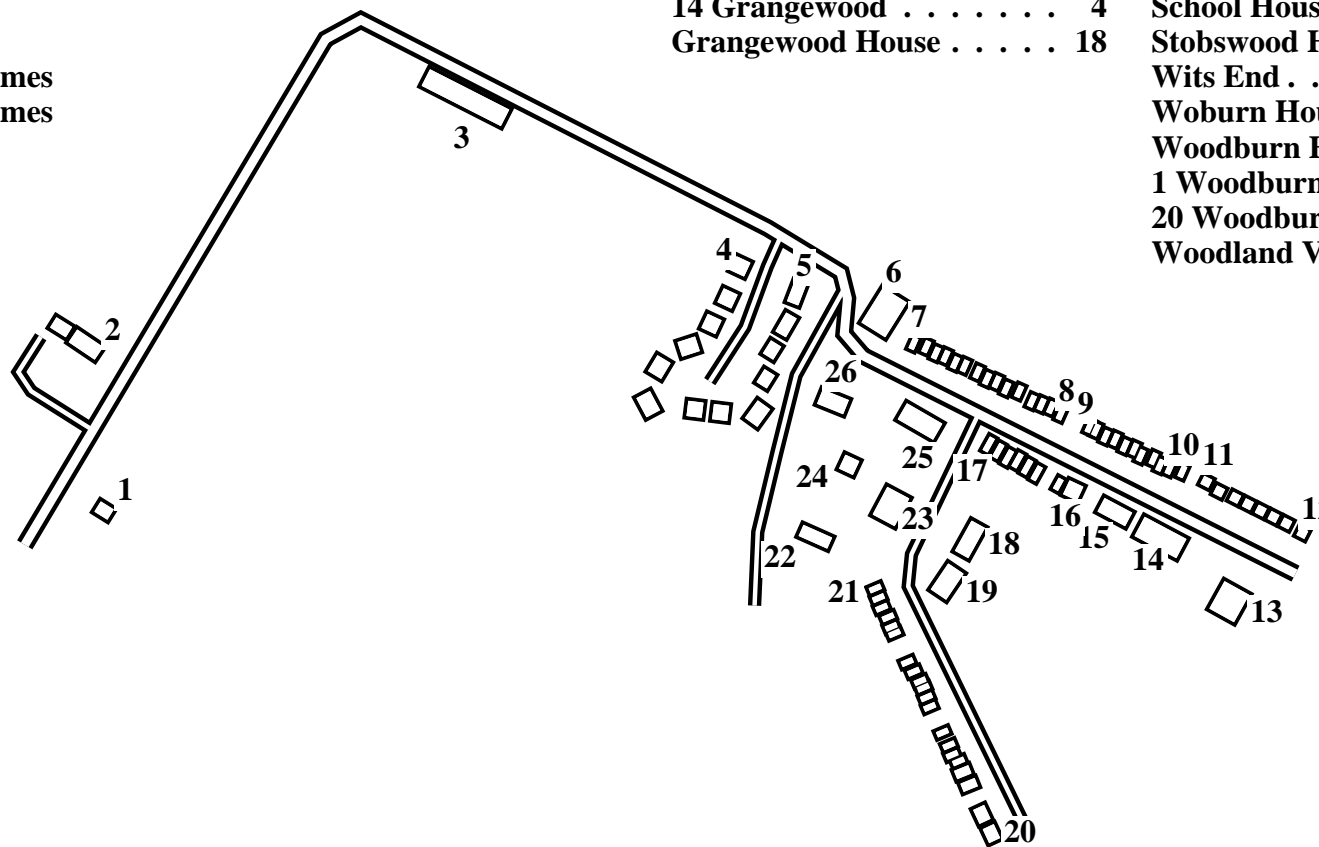 14 Grangewood . . . . . . . 4
Grangewood House . . . . . 18
School Hous
Stobswood H
Wits End . .
Woburn Hou
Woodburn H
1 Woodburn
20 Woodbur
Woodland V
mes
mes
3
4
5
6
7
2
26
8
9
10
11
1
25
17
24
16
23
15
14
18
22
19
21
13
20